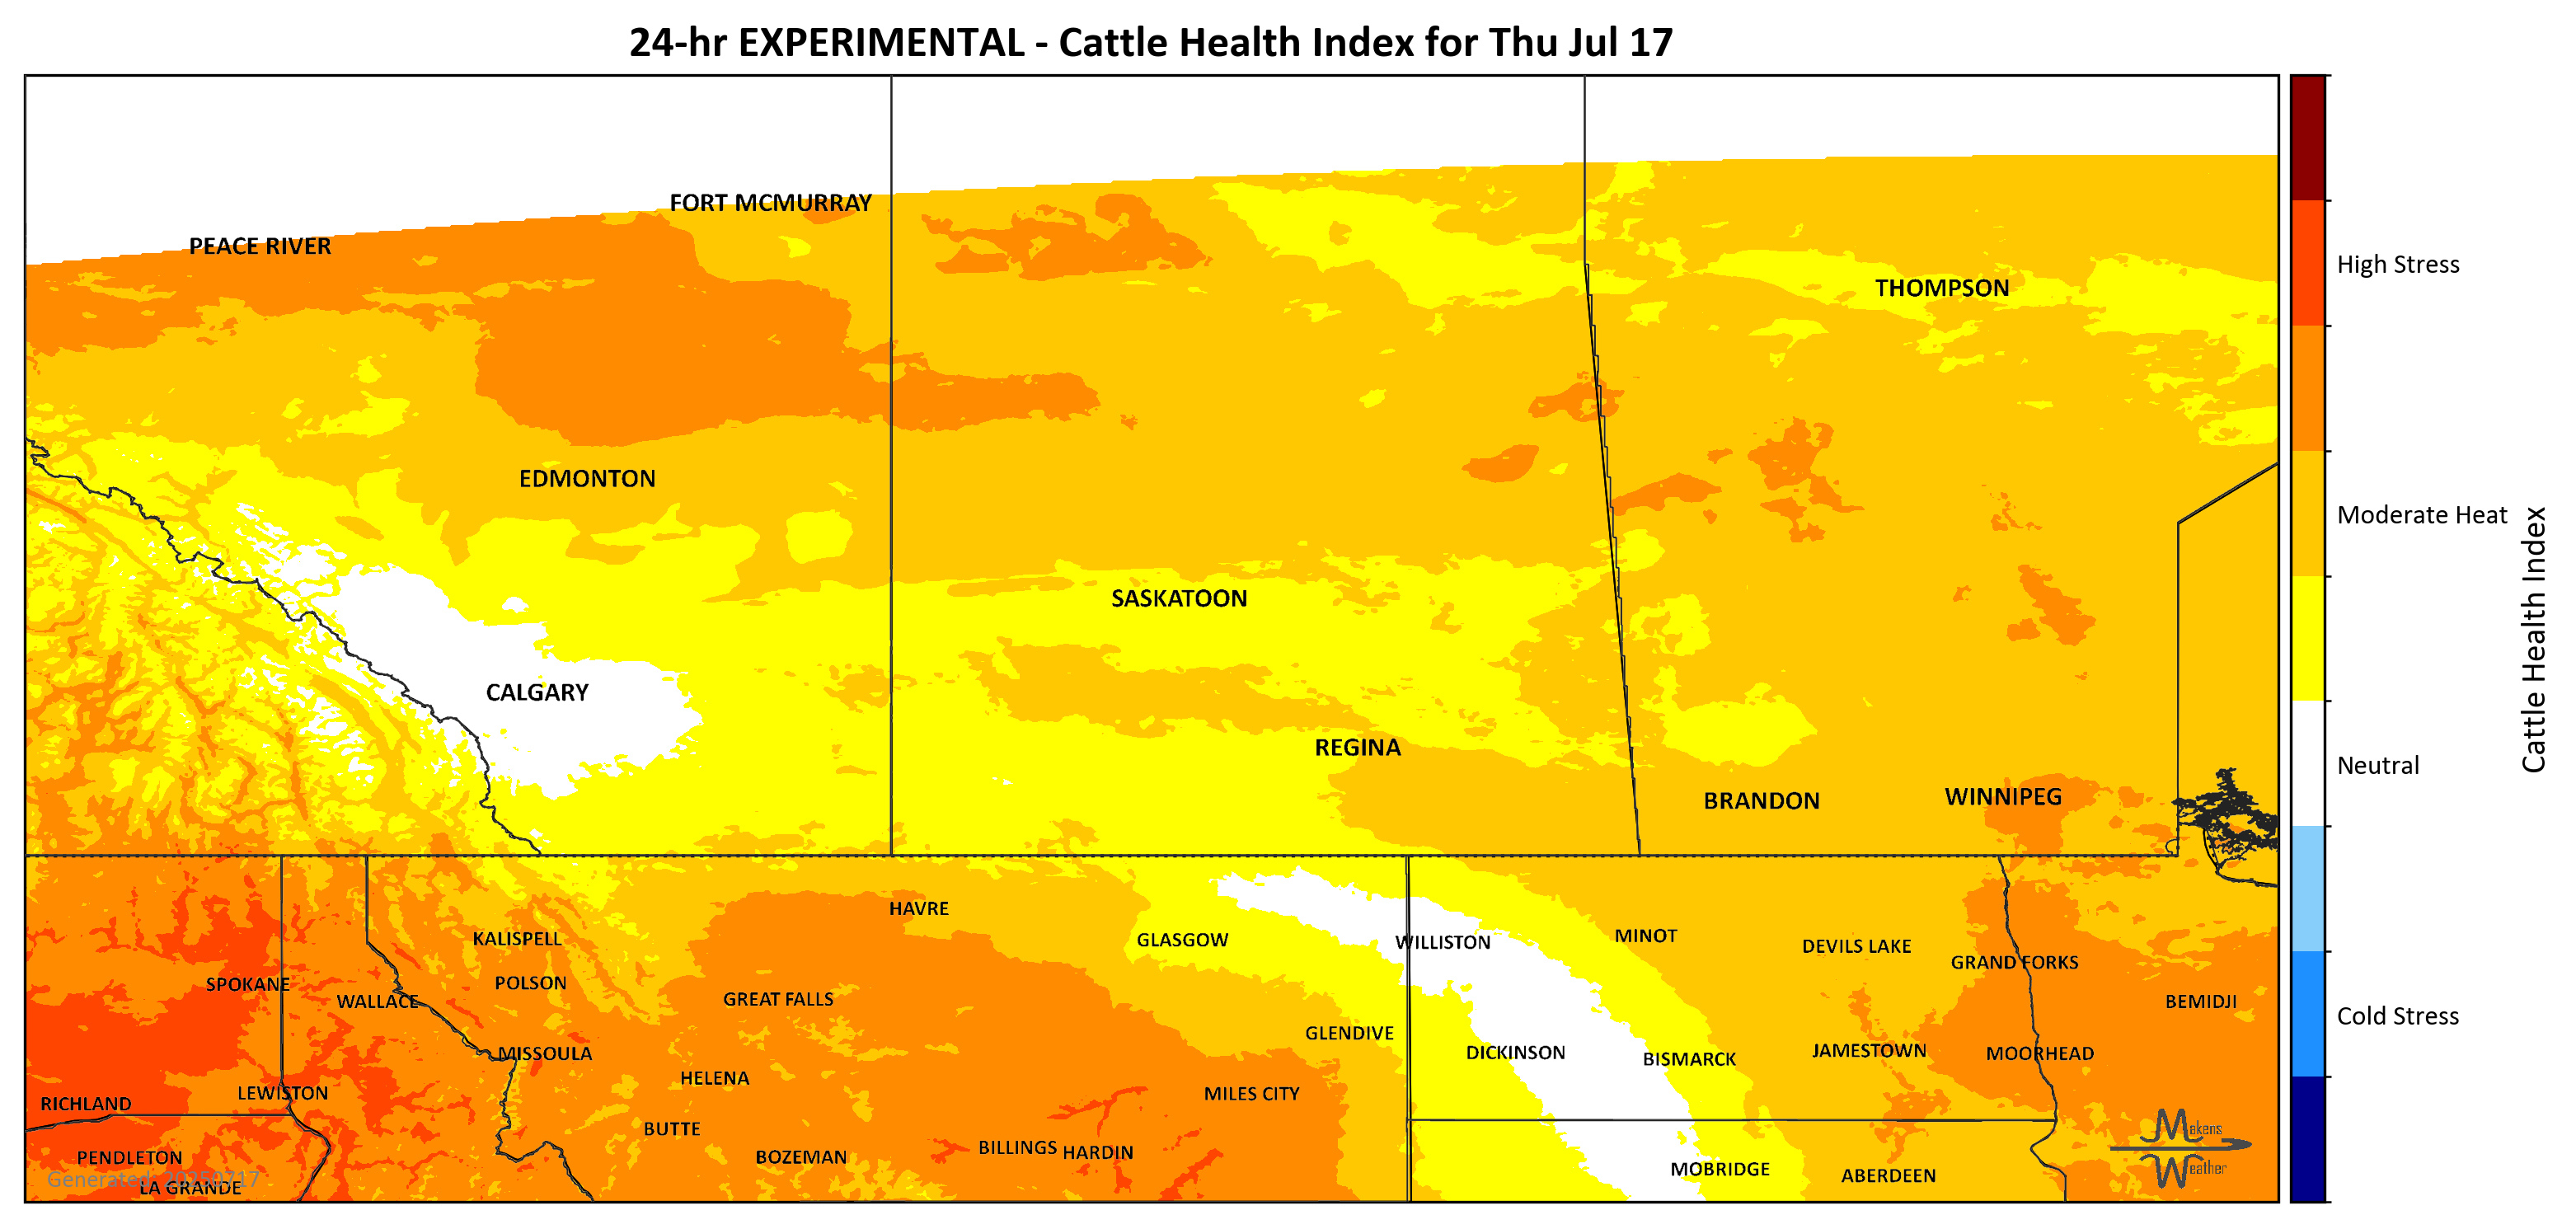 24-hr EXPERIMENTAL - Cattle Health Index for Thu Jul 17
FORT MCMURRAY
PEACE RIVER
THOMPSON
EDMONTON
SASKATOON
CALGARY
REGINA
BRANDON
WINNIPEG
HAVRE
KALISPELL
GLASGOW
WILLISTON
MINOT
DEVILS LAKE
GRAND FORKS
SPOKANE
POLSON
WALLACE
GREAT FALLS
BEMIDJI
GLENDIVE
MISSOULA
DICKINSON
BISMARCK
JAMESTOWN
MOORHEAD
HELENA
LEWISTON
MILES CITY
RICHLAND
BUTTE
BILLINGS
HARDIN
PENDLETON
BOZEMAN
MOBRIDGE
ABERDEEN
Generated: 20250717
LA GRANDE
Makens
Weather
High Stress
Moderate Heat
Neutral
Cold Stress
Cattle Health Index